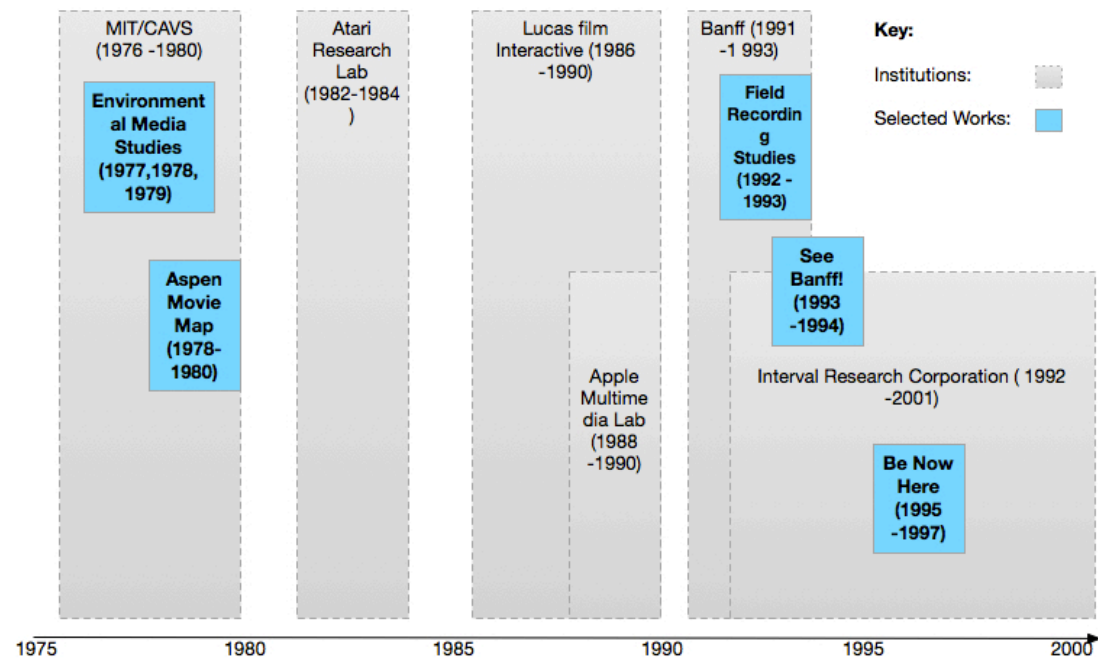 MIT/CAVS
(1976 -1980)
Environment
al Media
Studies
(1977,1978,
1979)
Aspen
Movie
Map
(1978-
1980)
Atari
Research
Lab
(1982-1984
)
Lucas film
Interactive (1986
-1990)
Apple
Multime
dia Lab
(1988
-1990)
Banff (1991
-1 993)
Field
Recordin
g
Studies
(1992 -
1993)
See
Banff!
(1993
-1994)
Interval Research Corporation ( 1992
-2001)
Be Now
Here
(1995
-1997)
Key:
Institutions:
Selected Works:
1975 1980 1985 1990 1995 2000